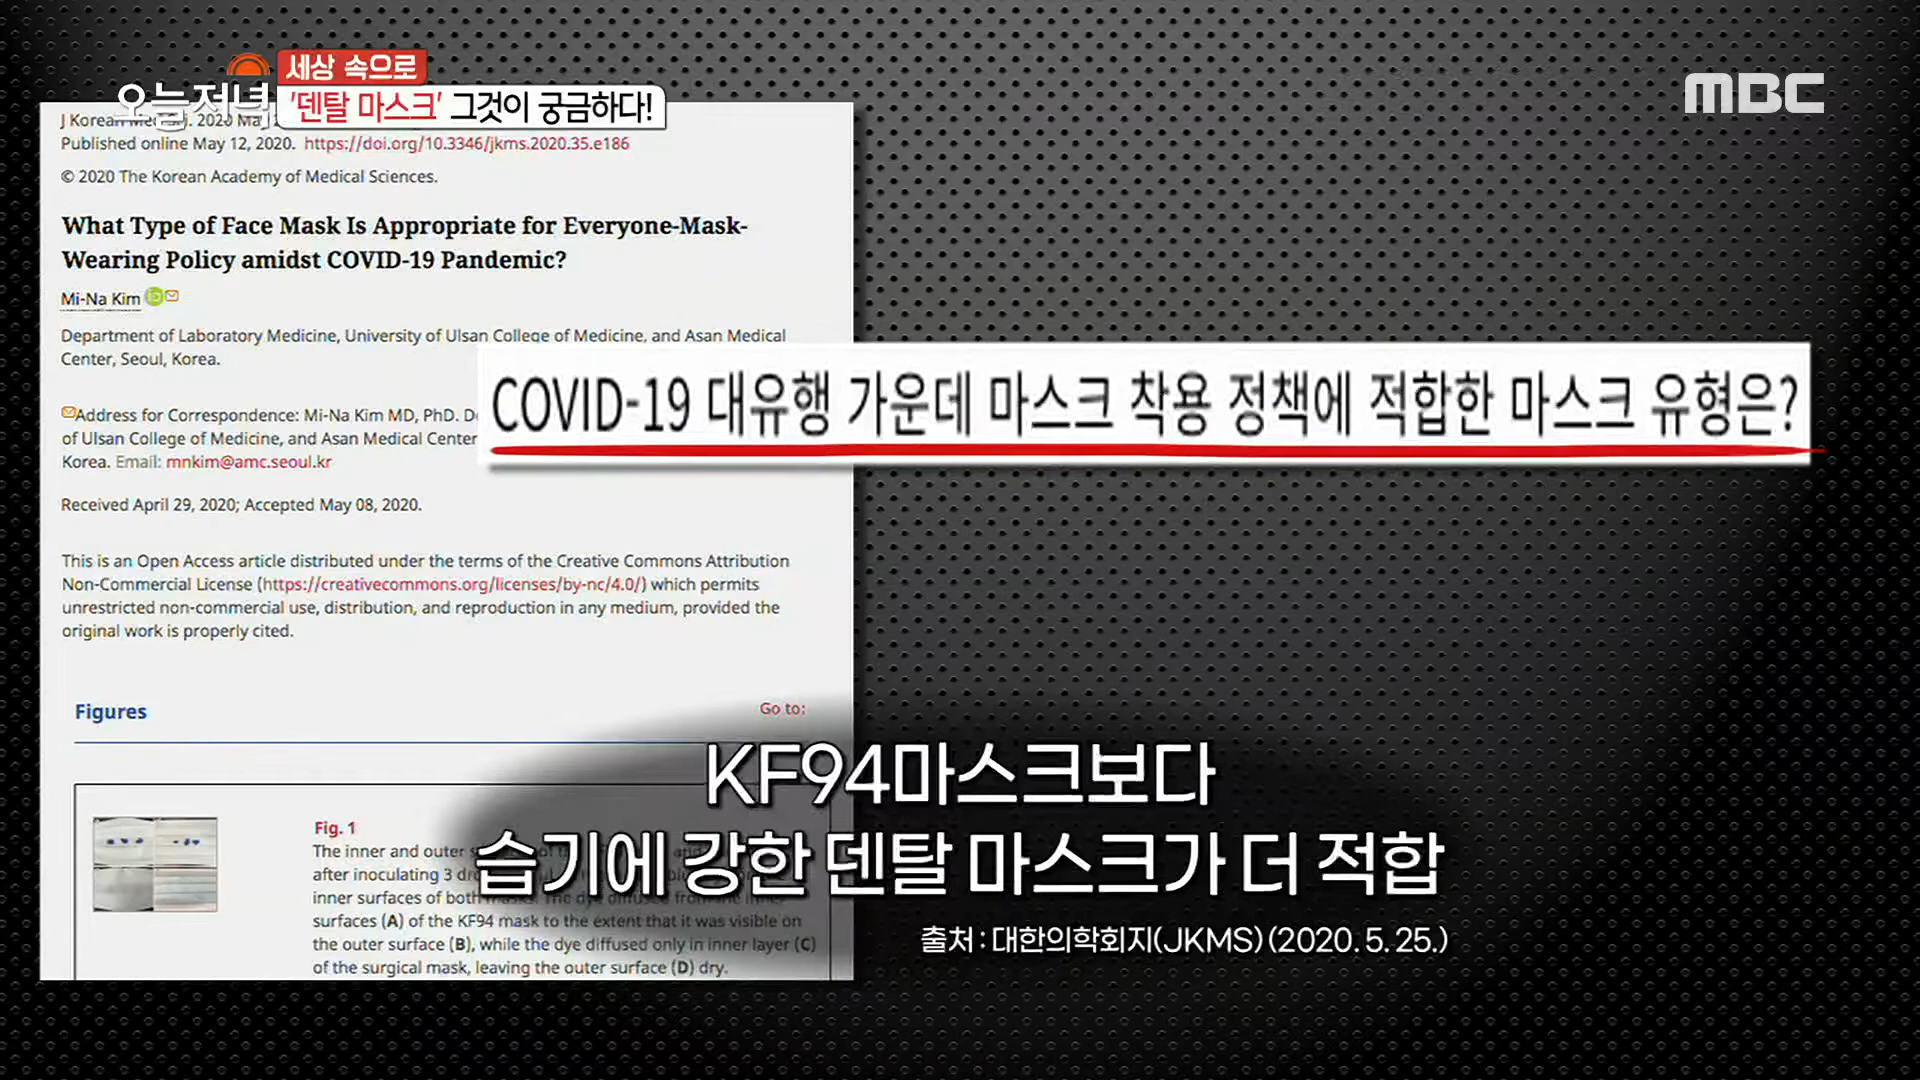 세상 속으로
오늘저녁 '덴탈 마스크' 그것이 궁금하다!
MBC
J Korean Med Sci. 2020 May
Published online May 12, 2020. https://doi.org/10.3346/jkms.2020.35.e186
© 2020 The Korean Academy of Medical Sciences.
What Type of Face Mask Is Appropriate for Everyone-Mask-
Wearing Policy amidst COVID-19 Pandemic?
Mi-Na Kim iD
Department of Laboratory Medicine, University of Ulsan College of Medicine, and Asan Medical
Center, Seoul, Korea.
COVID-19 대유행 가운데 마스크 착용 정책에 적합한 마스크 유형은?
Address for Correspondence: Mi-Na Kim MD, PhD.
of Ulsan College of Medicine, and Asan Medical Center
Korea. Email: mnkim@amc.seoul.kr
Received April 29, 2020; Accepted May 08, 2020.
This is an Open Access article distributed under the terms of the Creative Commons Attribution
Non-Commercial License (https://creativecommons.org/licenses/by-nc/4.0/) which permits
unrestricted non-commercial use, distribution, and reproduction in any medium, provided the
original work is properly cited.
Figures
Go to:
Fig. 1
The inner and outer
after inoculating 3
inner surfaces of both masks. The dye diffused from the inner
surfaces (A) of the KF94 mask to the extent that it was visible on
the outer surface (B), while the dye diffused only in inner layer (C)
of the surgical mask, leaving the outer surface (D) dry.
KF94마스크보다
습기에 강한 덴탈 마스크가 더 적합
출처 : 대한의학회지(JKMS)(2020. 5. 25.)